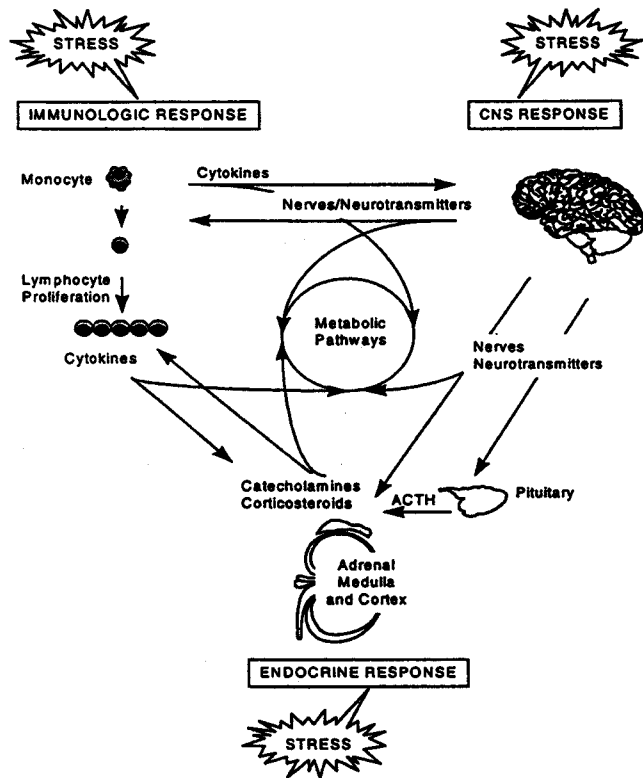 STRESS
STRESS
IMMUNOLOGIC RESPONSE
CNS RESPONSE
Monocyte
Cytokines
Nerves/Neurotransmitters
Lymphocyte
Proliferation
Metabolic
Pathways
Cytokines
Nerves
Neurotransmitters
Catecholamines
Corticosteroids
ACTH
Pituitary
Adrenal
Medulla
and Cortex
ENDOCRINE RESPONSE
STRESS